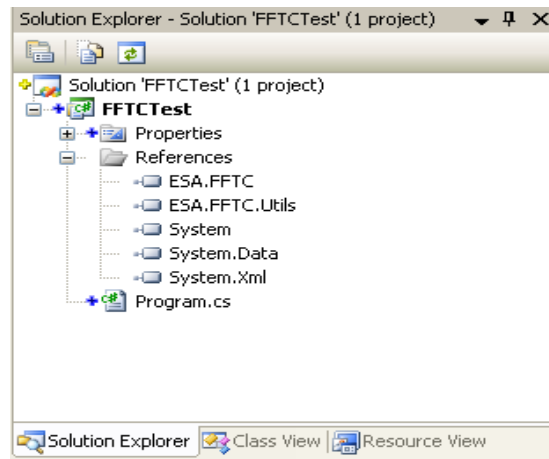 Solution Explorer - Solution 'FFTCTest' (1 project)
Solution 'FFTCTest' (1 project)
C# FFTCTest
Properties
References
ESA.FFTC
ESA.FFTC.Utils
System
System.Data
System.Xml
Program.cs
Solution Explorer Class View Resource View